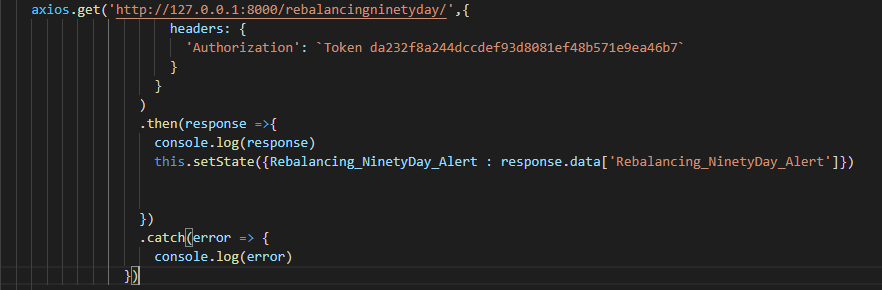 axios.get('http://127.0.0.1:8000/rebalancingninetyday/',{
headers: {
'Authorization': `Token da232f8a244dccdef93d8081ef48b571e9ea46b7`
}
}
)
.then(response =>{
console.log(response)
this.setState({Rebalancing_NinetyDay_Alert : response.data['Rebalancing_NinetyDay_Alert']})
})
.catch(error => {
console.log(error)
})